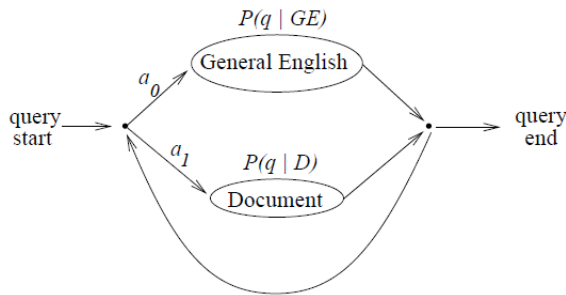 P(q | GE)
General English
a₀
query
start
query
end
a₁
P(q | D)
Document